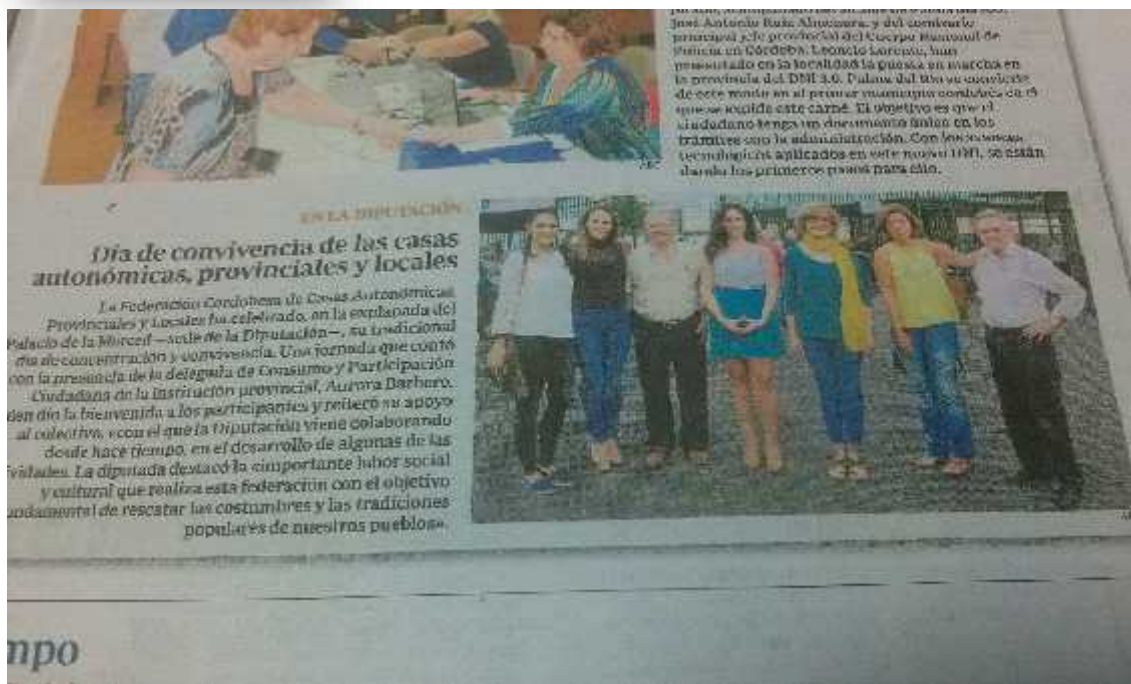 José Antonio Ruiz Almenara, y del comisario
principal jefe provincial del Cuerpo Nacional de
Policía en Córdoba, Leoncio Lorente, han
presentado en la localidad la puesta en marcha en
la provincia del DNI 3.0. Palma del Río se convierte
de este modo en el primer municipio cordobés en el
que se expide este carné. El objetivo es que el
ciudadano tenga un documento único en los
trámites con la administración. Con los avances
tecnológicos aplicados en este nuevo DNI, se están
dando los primeros pasos para ello.
ABC
EN LA DIPUTACIÓN
Día de convivencia de las casas
autonómicas, provinciales y locales
La Federación Cordobesa de Casas Autonómicas,
Provinciales y Locales ha celebrado, en la explanada del
Palacio de la Merced —sede de la Diputación—, su tradicional
día de concentración y convivencia. Una jornada que contó
con la presencia de la delegada de Consumo y Participación
Ciudadana de la institución provincial, Aurora Barbero,
dio la bienvenida a los participantes y reiteró su apoyo
al colectivo, «con el que la Diputación viene colaborando
desde hace tiempo, en el desarrollo de algunas de las
vidades. La diputada destacó la «importante labor social
y cultural que realiza esta federación con el objetivo
ndamental de rescatar las costumbres y las tradiciones
populares de nuestros pueblos».
mpo